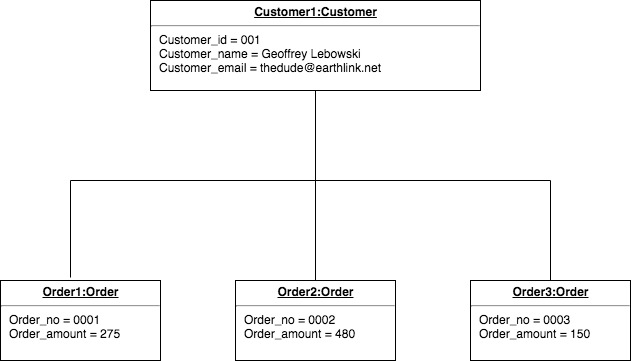 Customer1:Customer
Customer_id = 001
Customer_name = Geoffrey Lebowski
Customer_email = thedude@earthlink.net
Order1:Order
Order_no = 0001
Order_amount = 275
Order2:Order
Order_no = 0002
Order_amount = 480
Order3:Order
Order_no = 0003
Order_amount = 150